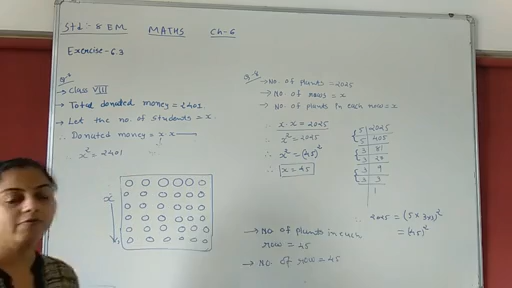 Std:- 8 EM MATHS Ch-6
Exercise-6.3
→ Class VIII
→ Total donated money = 2401
→ Let the no. of students = x.
∴ Donated money = x x
∴ x² = 2401
x
→ No. of plants = 2025
→ No. of rows = x
→ No. of plants in each row = x
∴ x . x = 2025
∴ x² = 2025
∴ x² = (45)²
∴ x = 45
5 2025
5 405
3 81
3 27
3 9
3 3
1
∴ 2025 = (5 x 3x3)²
= (45)²
→ No. of plants in each
row = 45
→ No. of row = 45